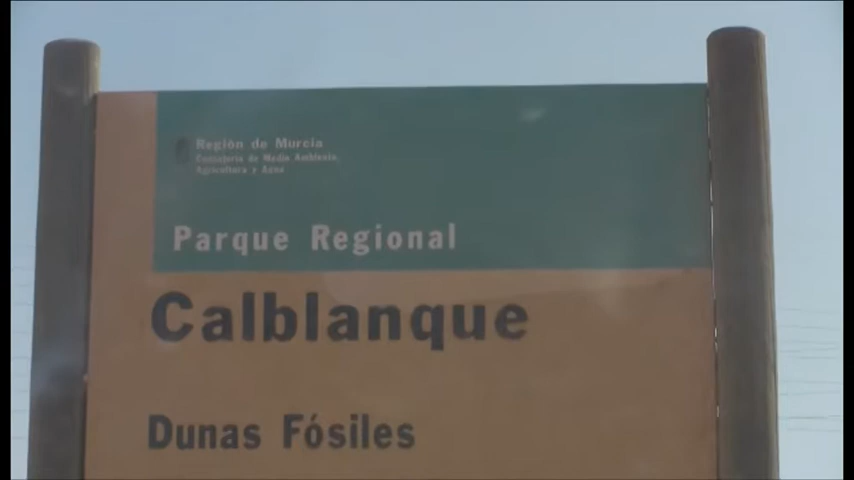 Región de Murcia
Consejería de Medio Ambiente,
Agricultura y Agua
Parque Regional
Calblanque
Dunas Fósiles